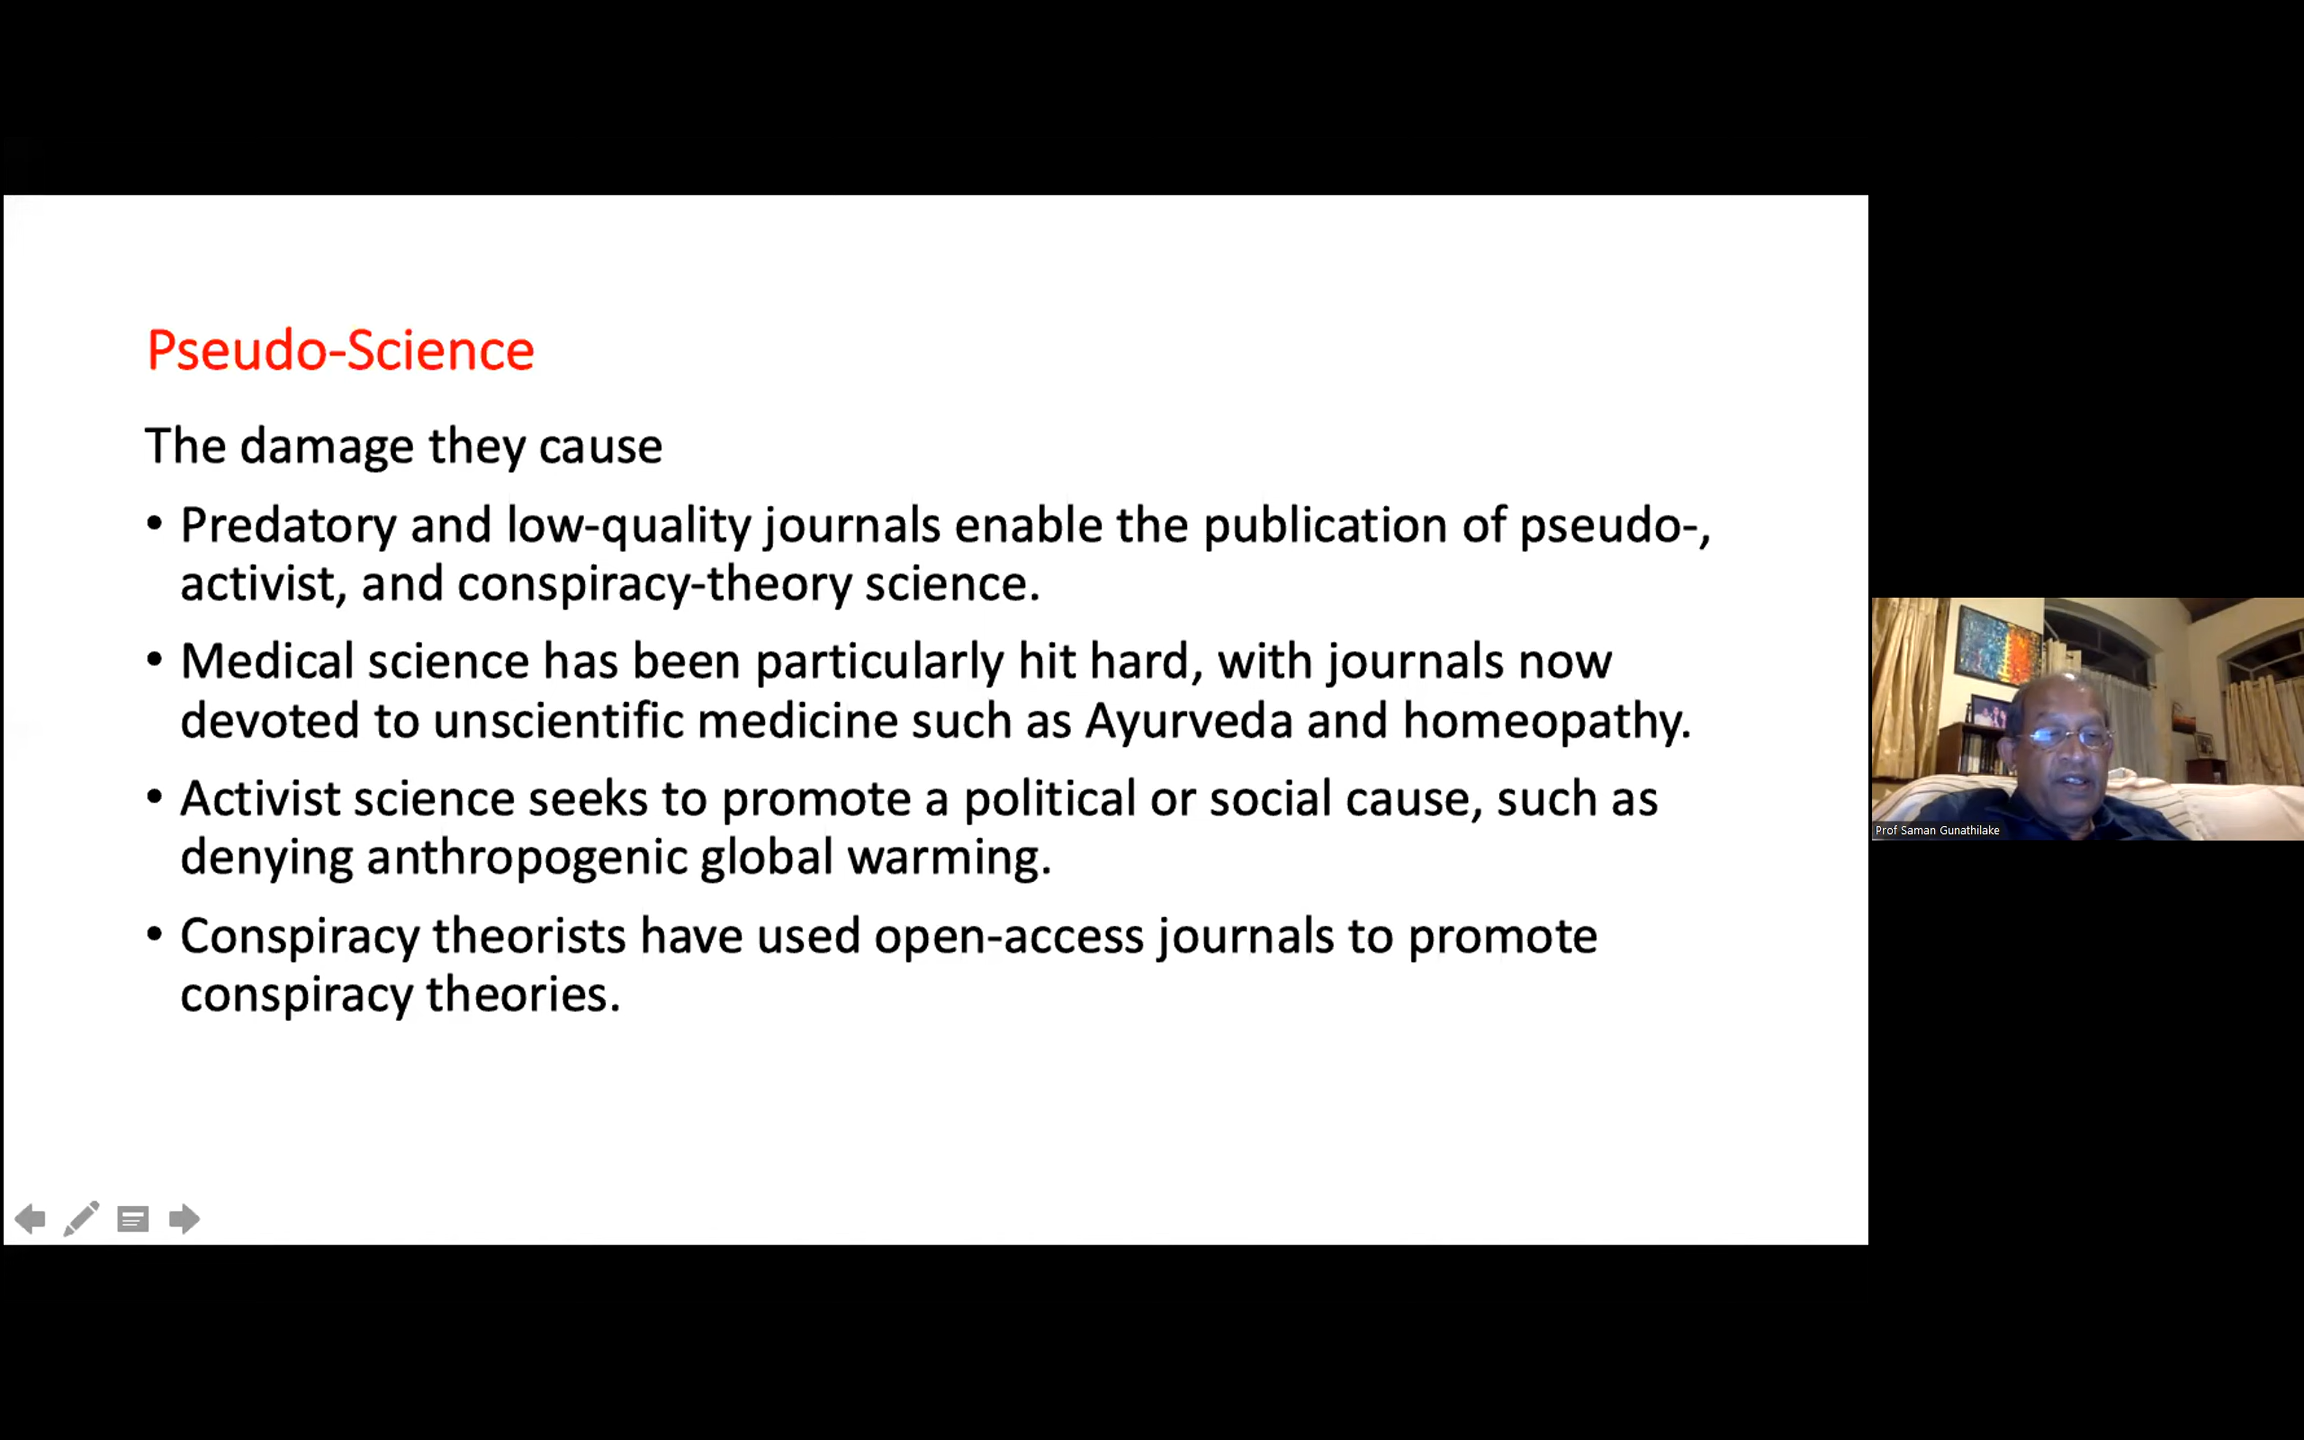 Pseudo-Science
The damage they cause
• Predatory and low-quality journals enable the publication of pseudo-,
activist, and conspiracy-theory science.
• Medical science has been particularly hit hard, with journals now
devoted to unscientific medicine such as Ayurveda and homeopathy.
• Activist science seeks to promote a political or social cause, such as
denying anthropogenic global warming.
• Conspiracy theorists have used open-access journals to promote
conspiracy theories.
Prof Saman Gunathilake